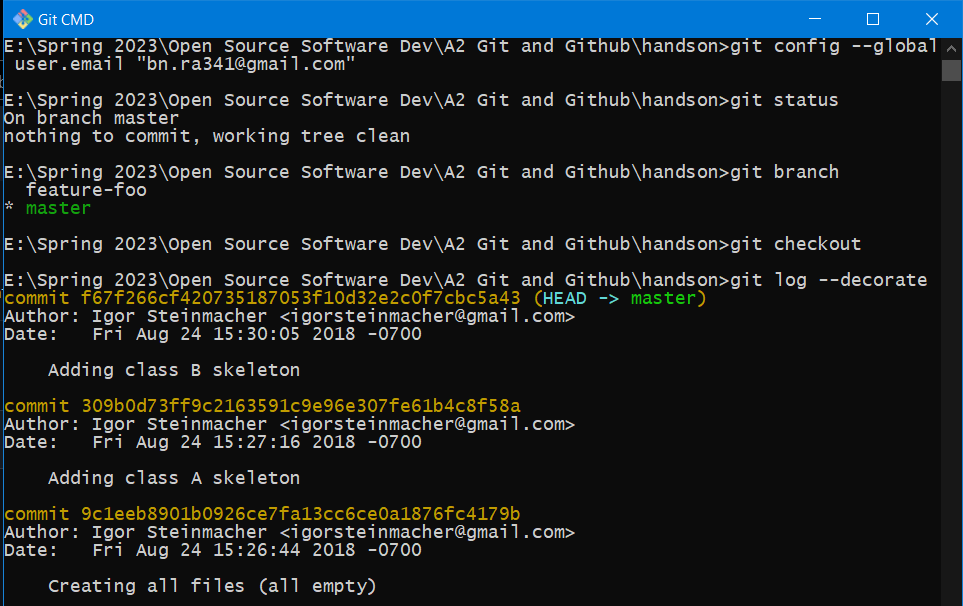 Git CMD
E:\Spring 2023\Open Source Software Dev\A2 Git and Github\handson>git config --global
 user.email "bn.ra341@gmail.com"
E:\Spring 2023\Open Source Software Dev\A2 Git and Github\handson>git status
On branch master
nothing to commit, working tree clean
E:\Spring 2023\Open Source Software Dev\A2 Git and Github\handson>git branch
  feature-foo
* master
E:\Spring 2023\Open Source Software Dev\A2 Git and Github\handson>git checkout
E:\Spring 2023\Open Source Software Dev\A2 Git and Github\handson>git log --decorate
commit f67f266cf420735187053f10d32e2c0f7cbc5a43 (HEAD -> master)
Author: Igor Steinmacher <igorsteinmacher@gmail.com>
Date:   Fri Aug 24 15:30:05 2018 -0700
    Adding class B skeleton
commit 309b0d73ff9c2163591c9e96e307fe61b4c8f58a
Author: Igor Steinmacher <igorsteinmacher@gmail.com>
Date:   Fri Aug 24 15:27:16 2018 -0700
    Adding class A skeleton
commit 9c1eeb8901b0926ce7fa13cc6ce0a1876fc4179b
Author: Igor Steinmacher <igorsteinmacher@gmail.com>
Date:   Fri Aug 24 15:26:44 2018 -0700
    Creating all files (all empty)